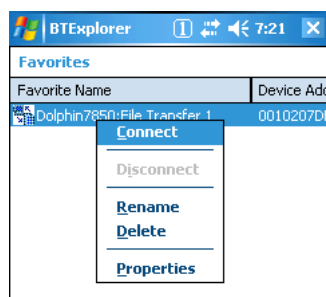 BTExplorer 7:21
Favorites
Favorite Name Device Add
Dolphin7850:File Transfer 1 0010207D
Connect
Disconnect
Rename
Delete
Properties